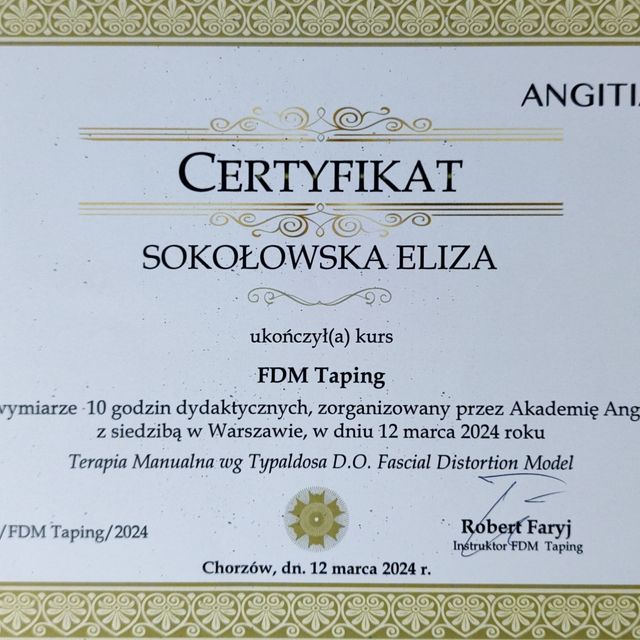 ANGITIA
CERTYFIKAT
SOKOŁOWSKA ELIZA
ukończył(a) kurs
FDM Taping
wymiarze 10 godzin dydaktycznych, zorganizowany przez Akademię Ang
z siedzibą w Warszawie, w dniu 12 marca 2024 roku
Terapia Manualna wg Typaldosa D.O. Fascial Distortion Model
/FDM Taping/2024
Robert Faryj
Instruktor FDM Taping
Chorzów, dn. 12 marca 2024 r.